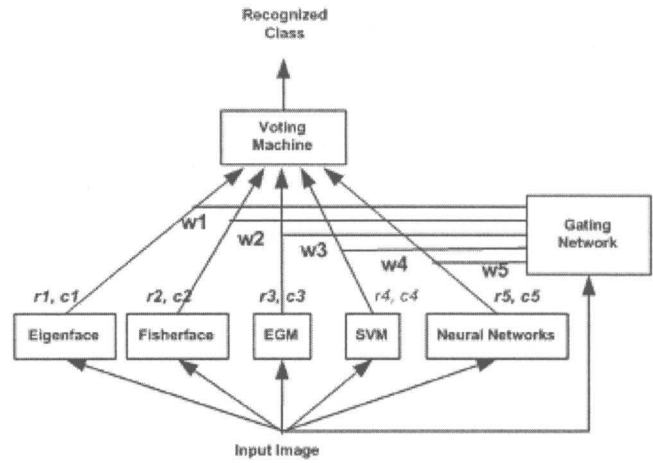 Recognized
Class
Voting
Machine
Gating
Network
w1
w2
w3
w4
w5
r1, c1
r2, c2
r3, c3
r4, c4
r5, c5
Eigenface
Fisherface
EGM
SVM
Neural Networks
Input Image